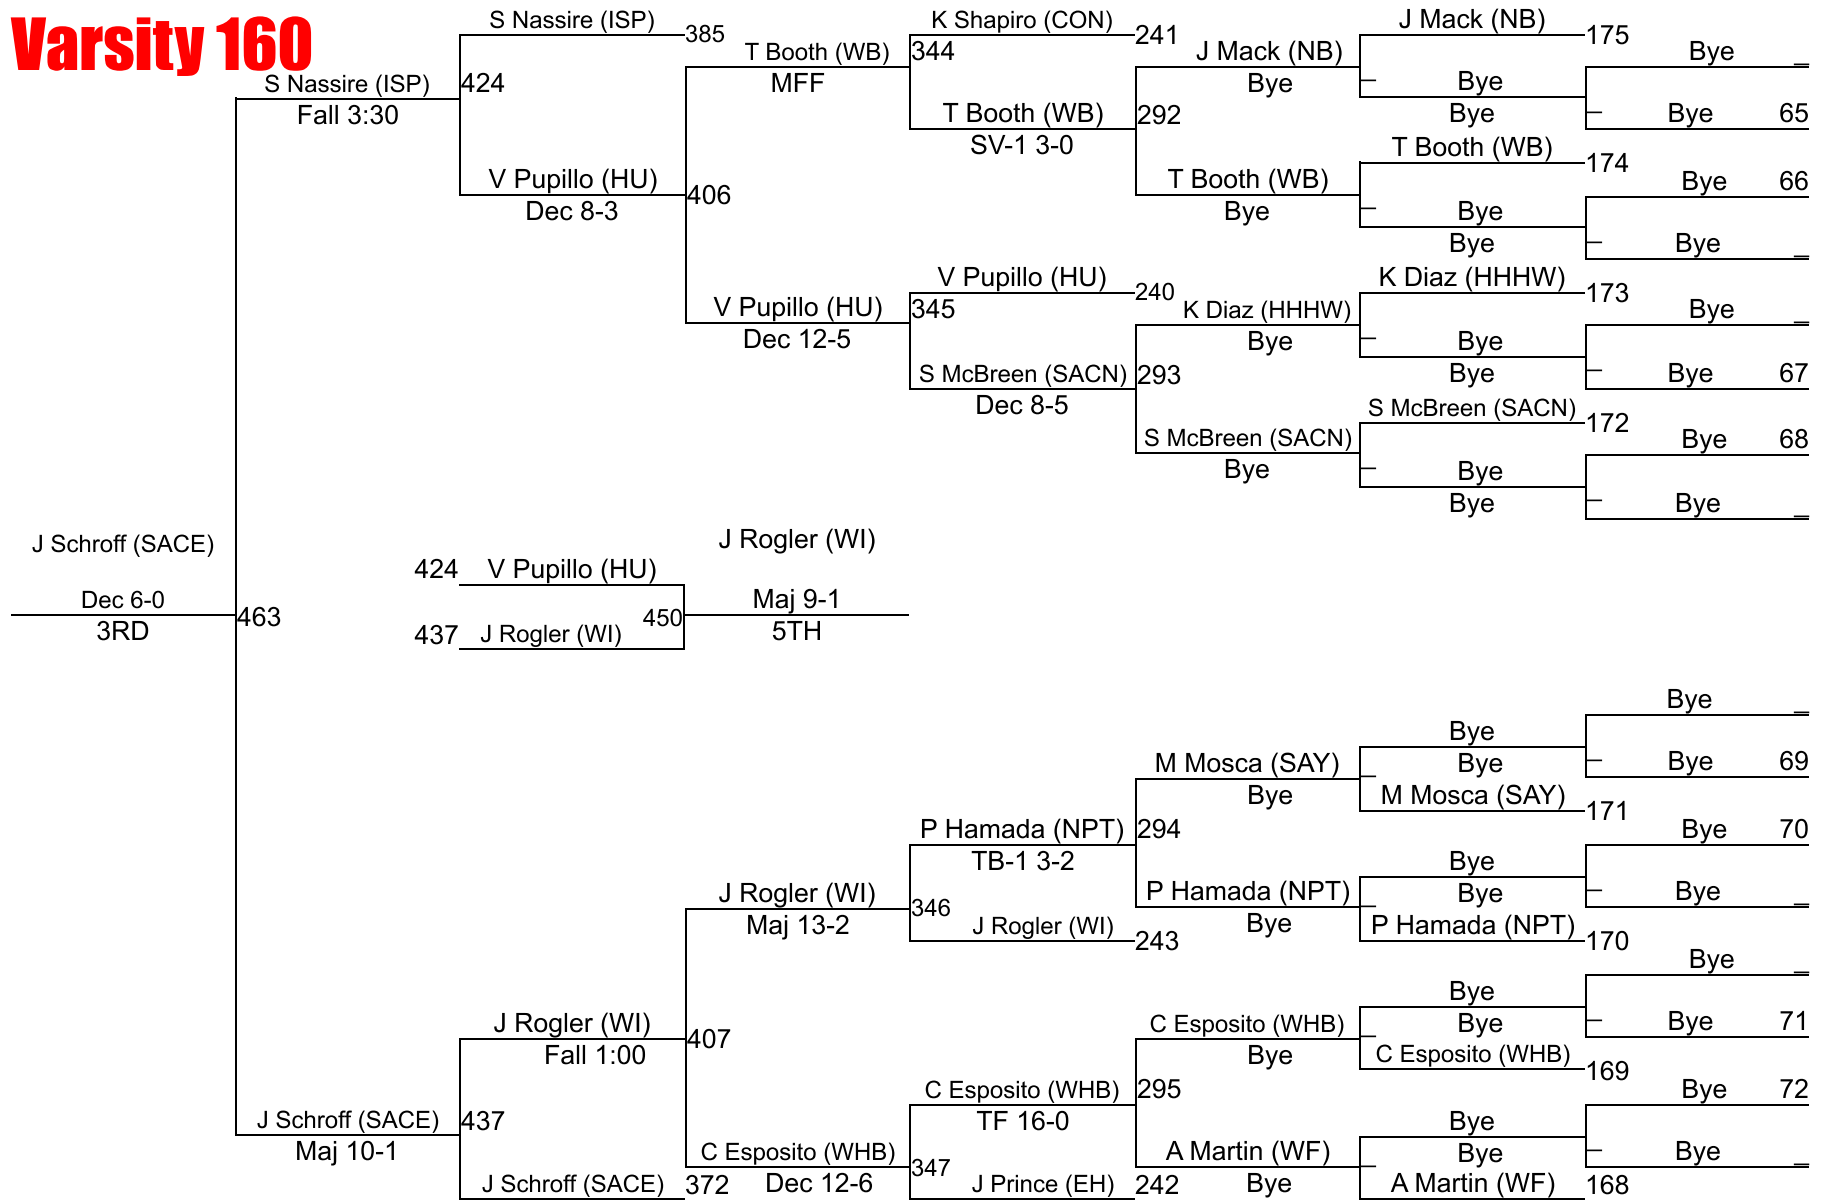 Varsity 160
S Nassire (ISP)
385
K Shapiro (CON)
241
J Mack (NB)
175
T Booth (WB)
344
J Mack (NB)
Bye
_
S Nassire (ISP)
424
MFF
Bye
_
Bye
Fall 3:30
T Booth (WB)
292
Bye
_
Bye
65
SV-1 3-0
T Booth (WB)
174
V Pupillo (HU)
406
T Booth (WB)
Bye
66
Dec 8-3
Bye
_
Bye
Bye
_
Bye
_
V Pupillo (HU)
240
K Diaz (HHHW)
173
V Pupillo (HU)
345
K Diaz (HHHW)
Bye
_
Dec 12-5
Bye
_
Bye
S McBreen (SACN)
293
Bye
_
Bye
67
Dec 8-5
S McBreen (SACN)
172
S McBreen (SACN)
Bye
68
Bye
_
Bye
Bye
_
Bye
_
J Schroff (SACE)
J Rogler (WI)
424
V Pupillo (HU)
Dec 6-0
463
450
Maj 9-1
3RD
437
J Rogler (WI)
5TH
Bye
_
Bye
M Mosca (SAY)
Bye
_
Bye
69
Bye
_
M Mosca (SAY)
171
P Hamada (NPT)
294
Bye
70
TB-1 3-2
Bye
J Rogler (WI)
346
P Hamada (NPT)
Bye
_
Bye
_
Maj 13-2
J Rogler (WI)
243
Bye
_
P Hamada (NPT)
170
Bye
_
Bye
J Rogler (WI)
407
C Esposito (WHB)
Bye
_
Bye
71
Fall 1:00
Bye
_
C Esposito (WHB)
169
C Esposito (WHB)
295
Bye
72
J Schroff (SACE)
437
TF 16-0
Bye
Maj 10-1
C Esposito (WHB)
347
A Martin (WF)
Bye
_
Bye
_
J Schroff (SACE)
372
Dec 12-6
J Prince (EH)
242
Bye
_
A Martin (WF)
168